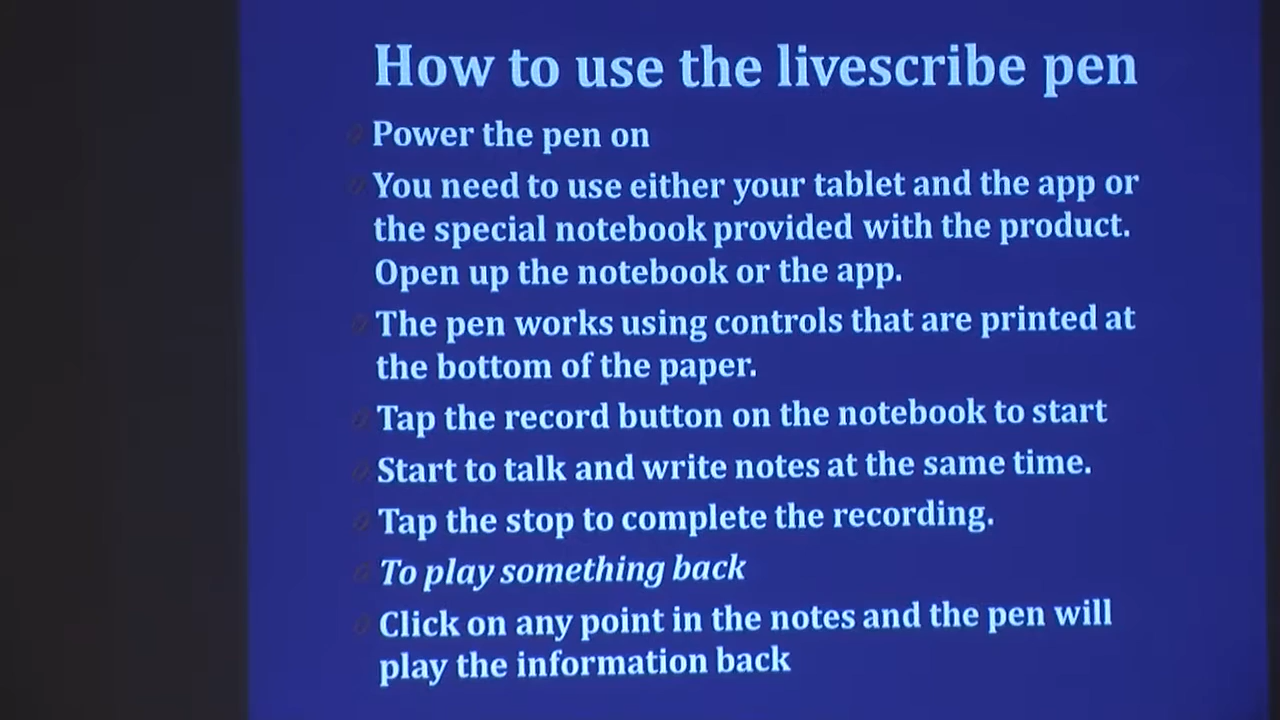 How to use the livescribe pen
Power the pen on
You need to use either your tablet and the app or
the special notebook provided with the product.
Open up the notebook or the app.
The pen works using controls that are printed at
the bottom of the paper.
Tap the record button on the notebook to start
Start to talk and write notes at the same time.
Tap the stop to complete the recording.
To play something back
Click on any point in the notes and the pen will
play the information back